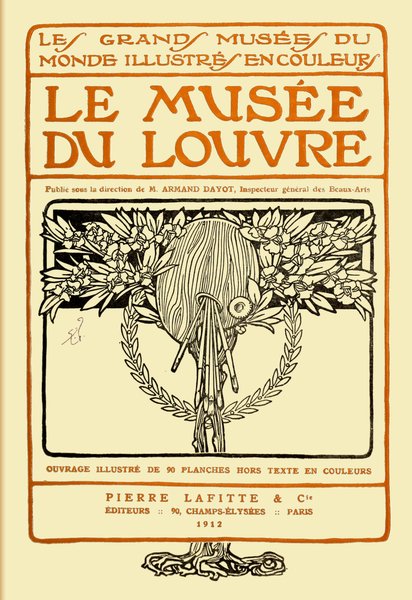 LES GRANDS MUSÉES DU
MONDE ILLUSTRÉS EN COULEURS
LE MUSÉE
DU LOUVRE
Publié sous la direction de M. ARMAND DAYOT, Inspecteur général des Beaux-Arts
OUVRAGE ILLUSTRÉ DE 90 PLANCHES HORS TEXTE EN COULEURS
PIERRE LAFITTE & Cie
ÉDITEURS :: 90, CHAMPS-ÉLYSÉES :: PARIS
1912